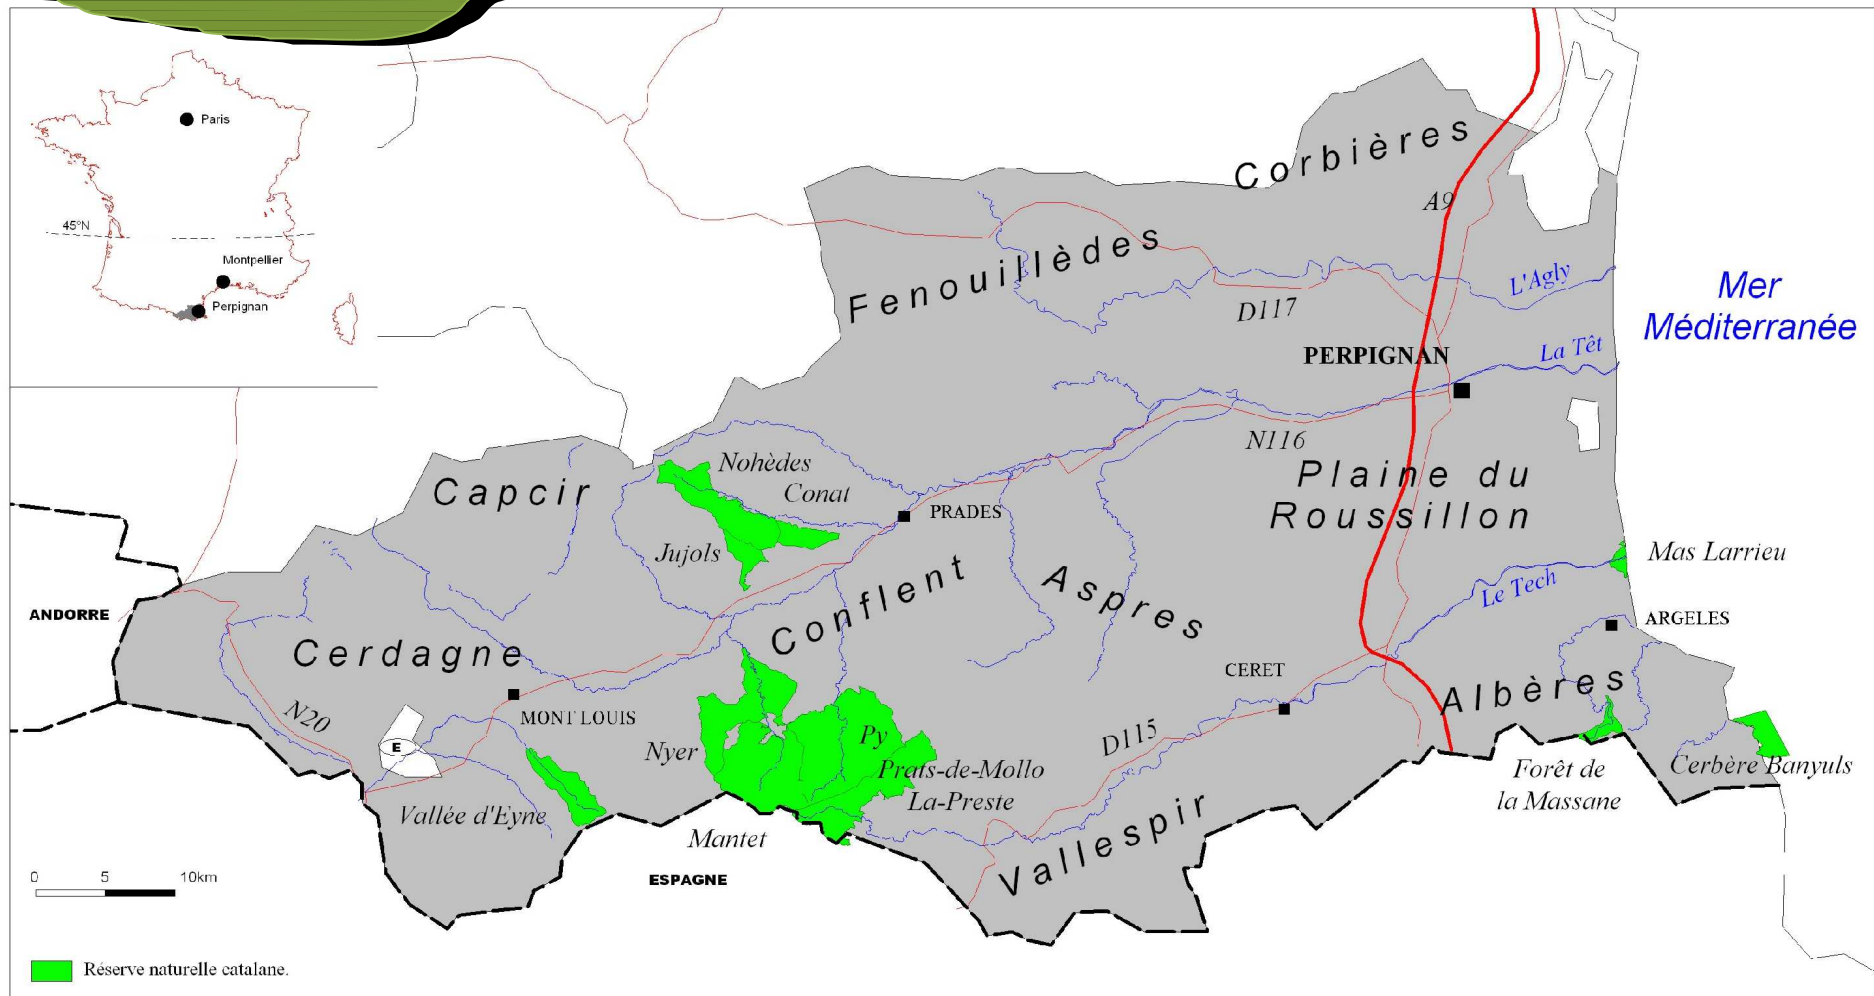 Paris
45°N
Montpellier
Perpignan
Corbières
A9
Fenouillèdes
L'Agly
D117
Mer
Méditerranée
PERPIGNAN
La Têt
N116
Capcir
Nohèdes
Conat
PRADES
Jujols
Plaine du
Roussillon
Mas Larrieu
Conflent
Aspres
Le Tech
ANDORRE
ARGELES
Cerdagne
CERET
Albères
MONT LOUIS
N20
E
Nyer
Py
D115
Prats-de-Mollo
La-Preste
Forêt de
la Massane
Cerbère Banyuls
Vallée d'Eyne
Mantet
Vallespir
ESPAGNE
0 5 10km
Réserve naturelle catalane.